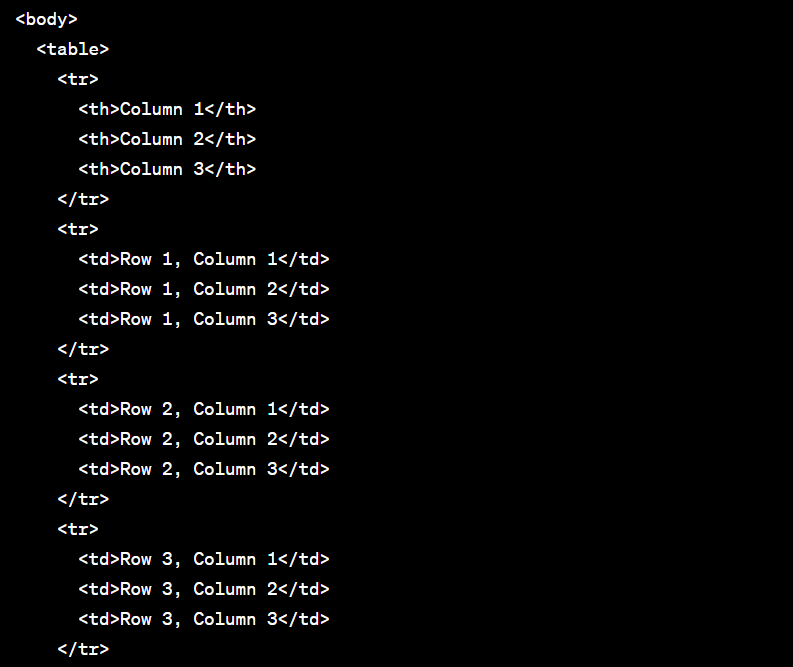 <body>
<table>
<tr>
<th>Column 1</th>
<th>Column 2</th>
<th>Column 3</th>
</tr>
<tr>
<td>Row 1, Column 1</td>
<td>Row 1, Column 2</td>
<td>Row 1, Column 3</td>
</tr>
<tr>
<td>Row 2, Column 1</td>
<td>Row 2, Column 2</td>
<td>Row 2, Column 3</td>
</tr>
<tr>
<td>Row 3, Column 1</td>
<td>Row 3, Column 2</td>
<td>Row 3, Column 3</td>
</tr>